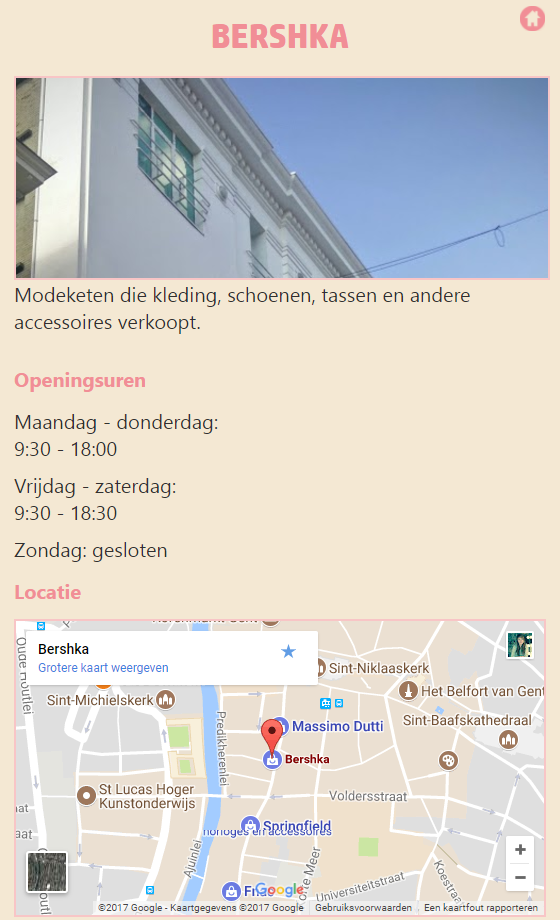 BERSHKA
Modeketen die kleding, schoenen, tassen en andere
accessoires verkoopt.
Openingsuren
Maandag - donderdag:
9:30 - 18:00
Vrijdag - zaterdag:
9:30 - 18:30
Zondag: gesloten
Locatie
Bershka
Grotere kaart weergeven
Oude Houtlei
Sint-Niklaaskerk
Het Belfort van Gent
Sint-Michielskerk
Sint-Baafskathedraal
Massimo Dutti
Predikherenlei
Bershka
St Lucas Hoger
Kunstonderwijs
Voldersstraat
Springfield
horloges en accessoires
Ajuinlei
Google
Universiteitstraat
©2017 Google - Kaartgegevens ©2017 Google
Gebruiksvoorwaarden
Een kaartfout rapporteren